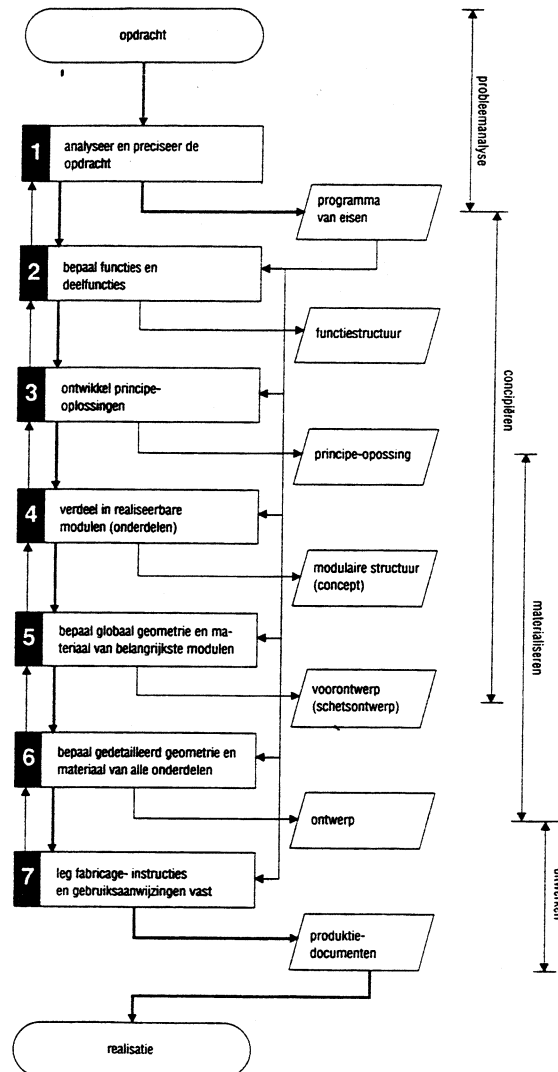 opdracht
probleemanalyse
1
analyseer en preciseer de
opdracht
programma
van eisen
2
bepaal functies en
deelfuncties
functiestructuur
concipiëren
3
ontwikkel principe-
oplossingen
principe-opossing
4
verdeel in realiseerbare
modulen (onderdelen)
modulaire structuur
(concept)
materialiseren
5
bepaal globaal geometrie en ma-
teriaal van belangrijkste modulen
voorontwerp
(schetsontwerp)
6
bepaal gedetailleerd geometrie en
materiaal van alle onderdelen
ontwerp
7
leg fabricage- instructies
en gebruiksaanwijzingen vast
produktie-
documenten
realisatie